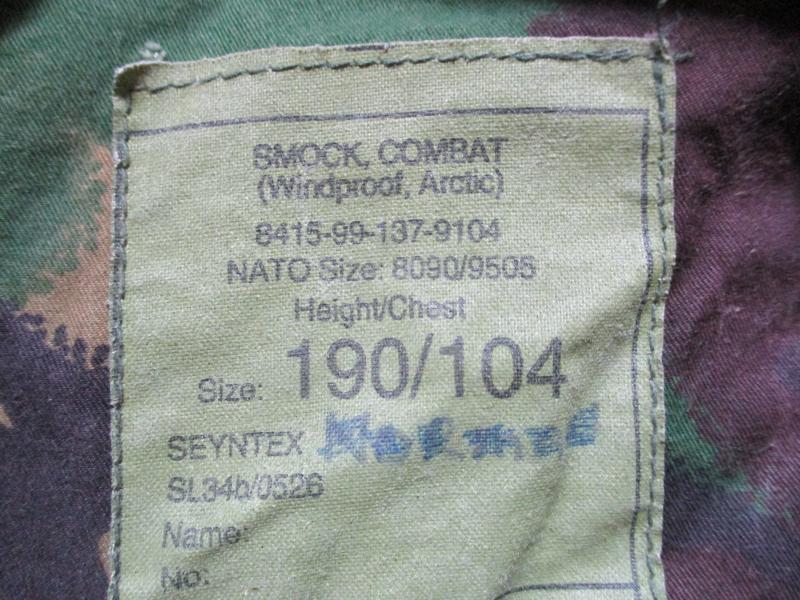 SMOCK, COMBAT
(Windproof, Arctic)
8415-99-137-9104
NATO Size: 8090/9505
Height/Chest
Size: 190/104
SEYNTEX
SL34b/0526
Name:
No: